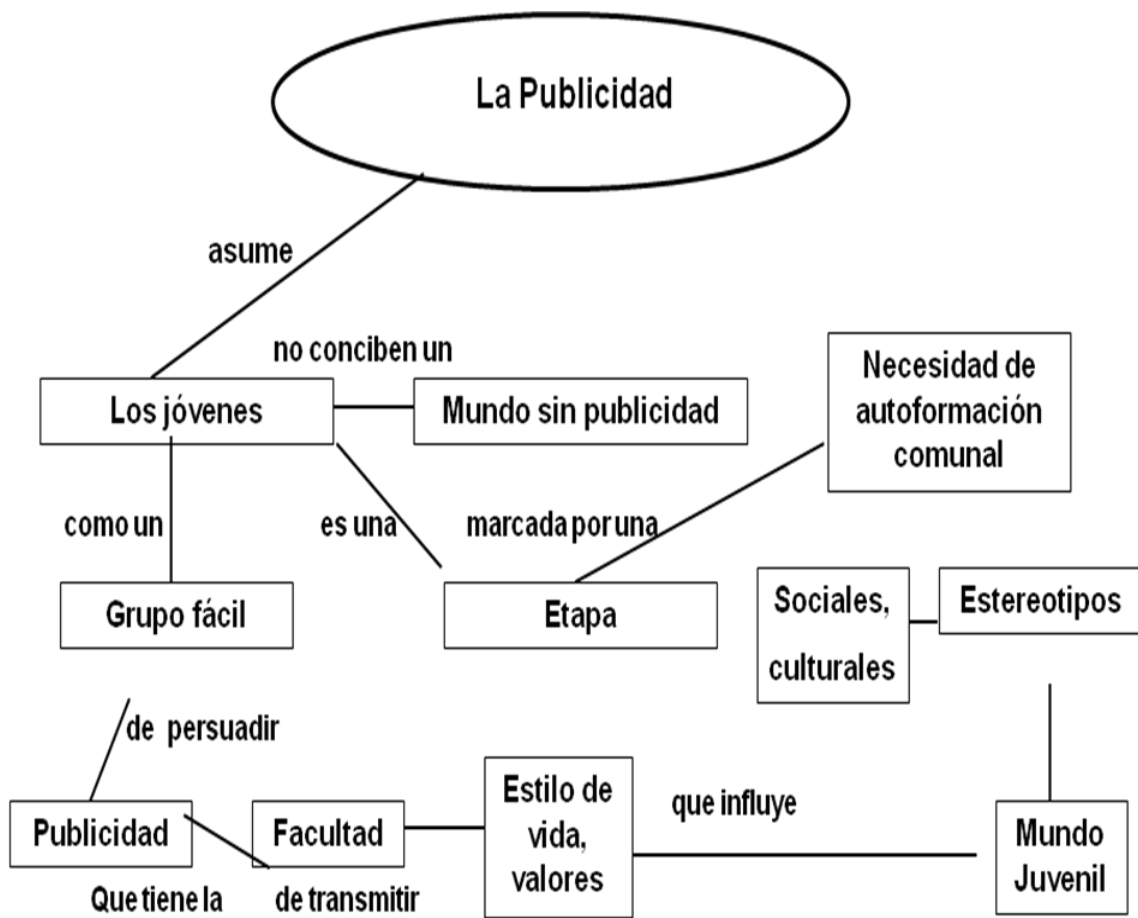 La Publicidad
asume
no conciben un
Los jóvenes
Mundo sin publicidad
Necesidad de
autoformación
comunal
como un
es una
marcada por una
Grupo fácil
Etapa
Sociales,
culturales
Estereotipos
de persuadir
Publicidad
Facultad
Estilo de
vida,
valores
que influye
Mundo
Juvenil
Que tiene la
de transmitir